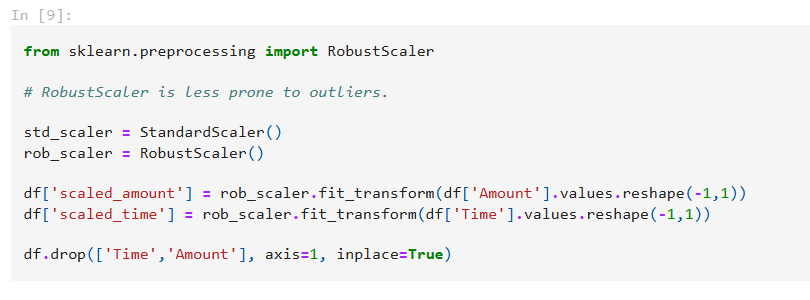 In [9]:
from sklearn.preprocessing import RobustScaler
# RobustScaler is less prone to outliers.
std_scaler = StandardScaler()
rob_scaler = RobustScaler()
df['scaled_amount'] = rob_scaler.fit_transform(df['Amount'].values.reshape(-1,1))
df['scaled_time'] = rob_scaler.fit_transform(df['Time'].values.reshape(-1,1))
df.drop(['Time','Amount'], axis=1, inplace=True)